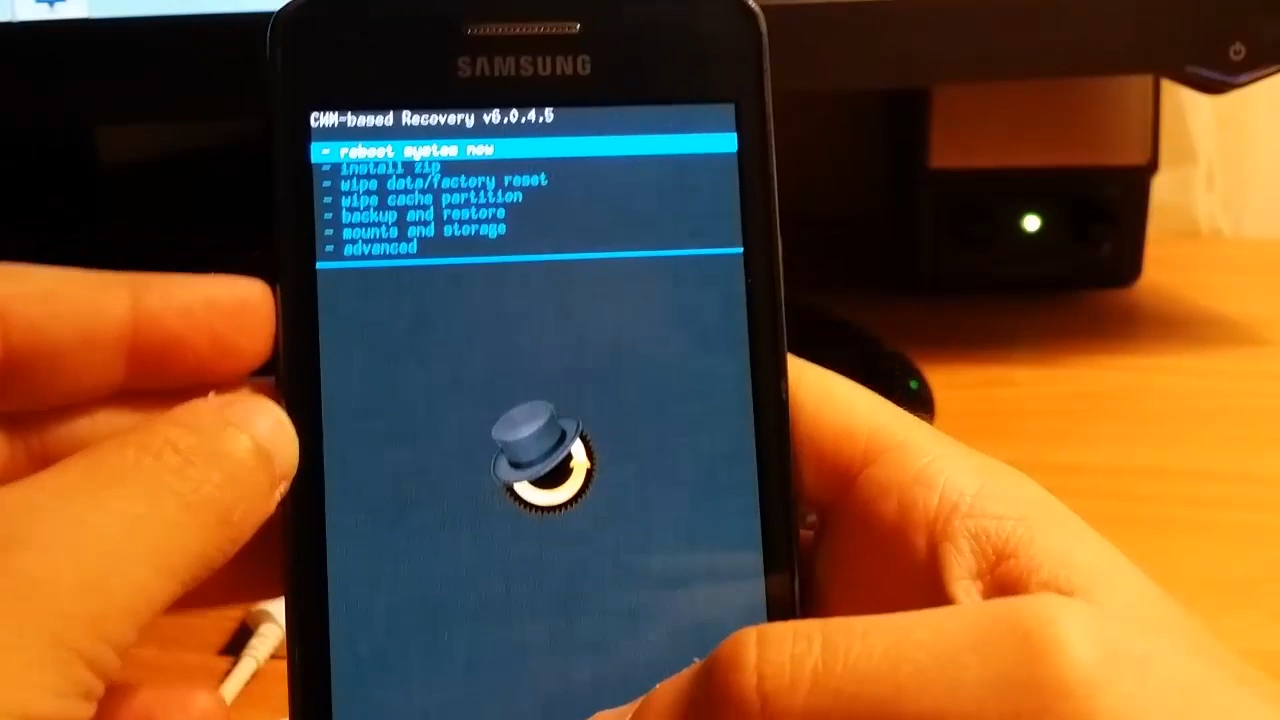 SAMSUNG
CWM-based Recovery v6.0.4.5
- reboot system now
- install zip
- wipe data/factory reset
- wipe cache partition
- backup and restore
- mounts and storage
- advanced